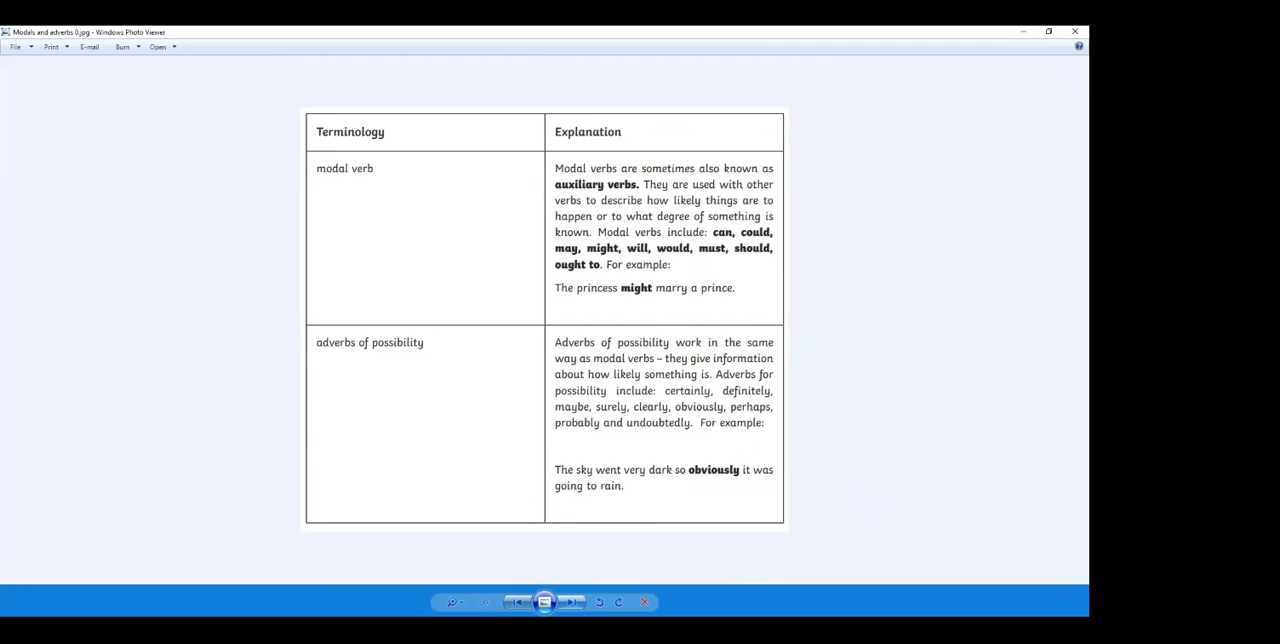 Modals and adverbs 0.jpg - Windows Photo Viewer
File Print E-mail Burn Open
Terminology
Explanation
modal verb
Modal verbs are sometimes also known as
auxiliary verbs. They are used with other
verbs to describe how likely things are to
happen or to what degree of something is
known. Modal verbs include: can, could,
may, might, will, would, must, should,
ought to. For example:
The princess might marry a prince.
adverbs of possibility
Adverbs of possibility work in the same
way as modal verbs – they give information
about how likely something is. Adverbs for
possibility include: certainly, definitely,
maybe, surely, clearly, obviously, perhaps,
probably and undoubtedly. For example:
The sky went very dark so obviously it was
going to rain.